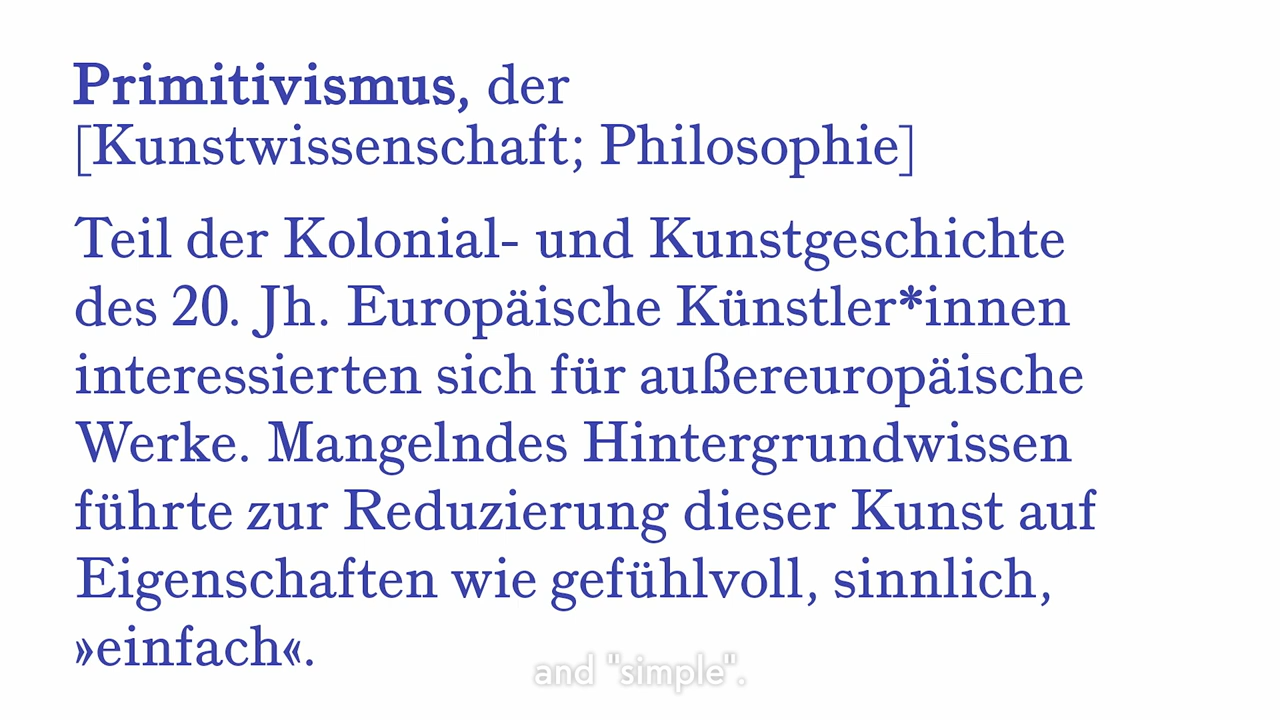 Primitivismus, der
[Kunstwissenschaft; Philosophie]
Teil der Kolonial- und Kunstgeschichte
des 20. Jh. Europäische Künstler*innen
interessierten sich für außereuropäische
Werke. Mangelndes Hintergrundwissen
führte zur Reduzierung dieser Kunst auf
Eigenschaften wie gefühlvoll, sinnlich,
»einfach«.
and "simple".